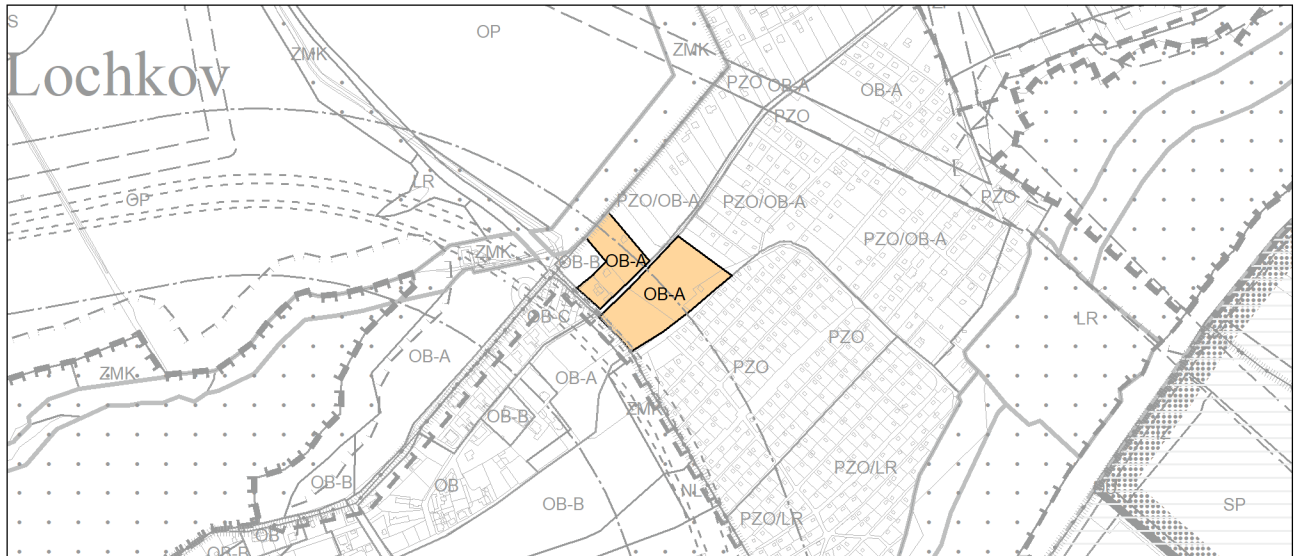 S
OP
ZMK
ZMK
Lochkov
PZO
OB-A
OB-A
PZO
LR
L
OP
PZO/OB-A
PZO/OB-A
PZO
PZO/OB-A
ZMK
OB-B
OB-A
OB-A
OB-C
LR
OB-A
PZO
ZMK
OB-A
PZO
ZMK
OB-B
PZO/LR
OB-B
OB
NL
OB-B
SP
PZO/LR
OB
OB-B